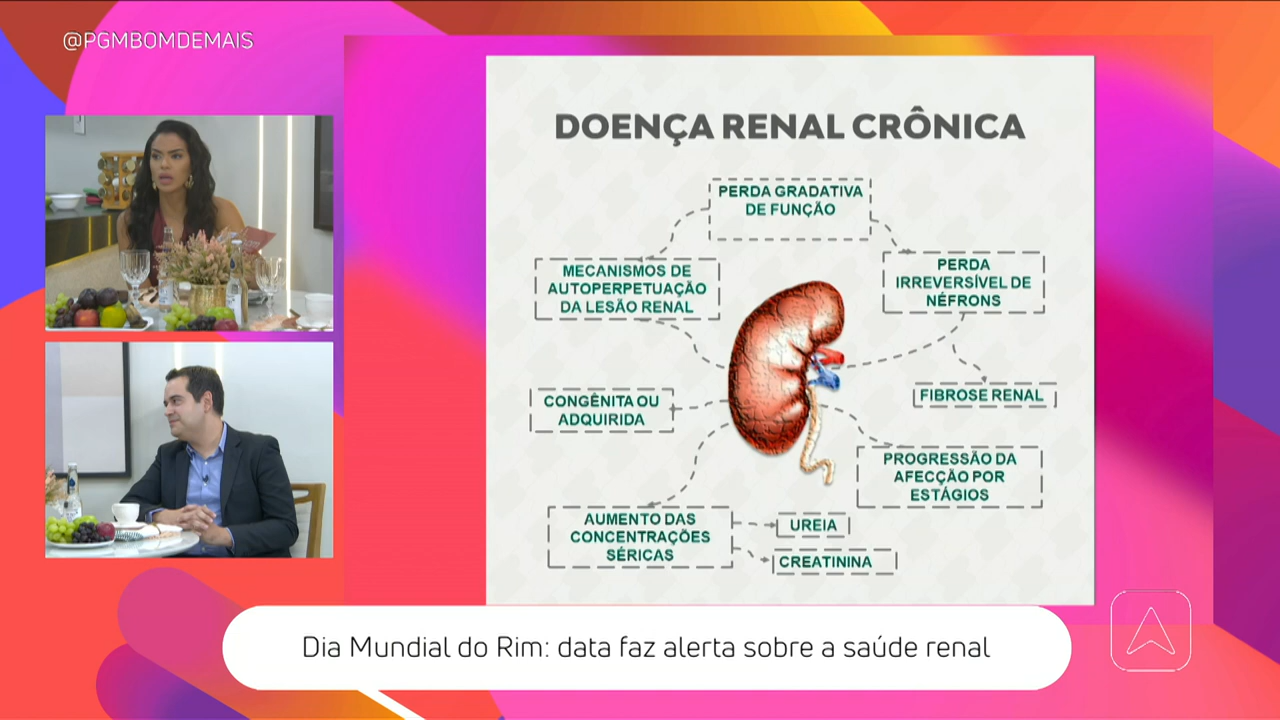 @PGMBOMDEMAIS
DOENÇA RENAL CRÔNICA
PERDA GRADATIVA
DE FUNÇÃO
MECANISMOS DE
AUTOPERPETUAÇÃO
DA LESÃO RENAL
PERDA
IRREVERSÍVEL DE
NÉFRONS
CONGÊNITA OU
ADQUIRIDA
FIBROSE RENAL
PROGRESSÃO DA
AFECÇÃO POR
ESTÁGIOS
AUMENTO DAS
CONCENTRAÇÕES
SÉRICAS
UREIA
CREATININA
Dia Mundial do Rim: data faz alerta sobre a saúde renal